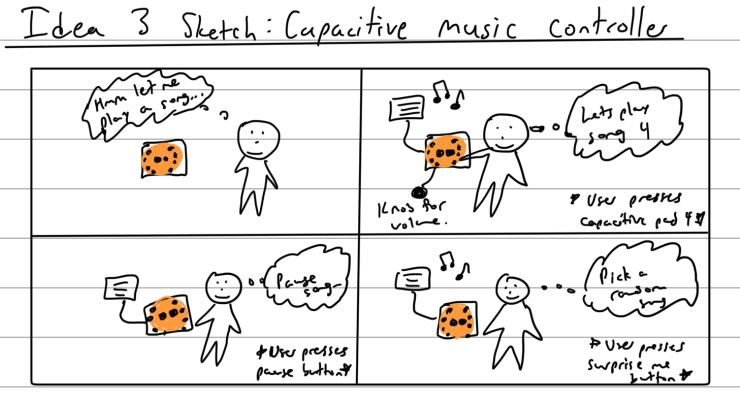 Idea 3 Sketch: Capacitive music controller
Hmm let me
play a song...
Lets play
song 4
Knob for
volume.
* User presses
capacitive pad 4 *
Pause
song..
* User presses
pause button *
Pick a
random
song
* User presses
surprise me
button *